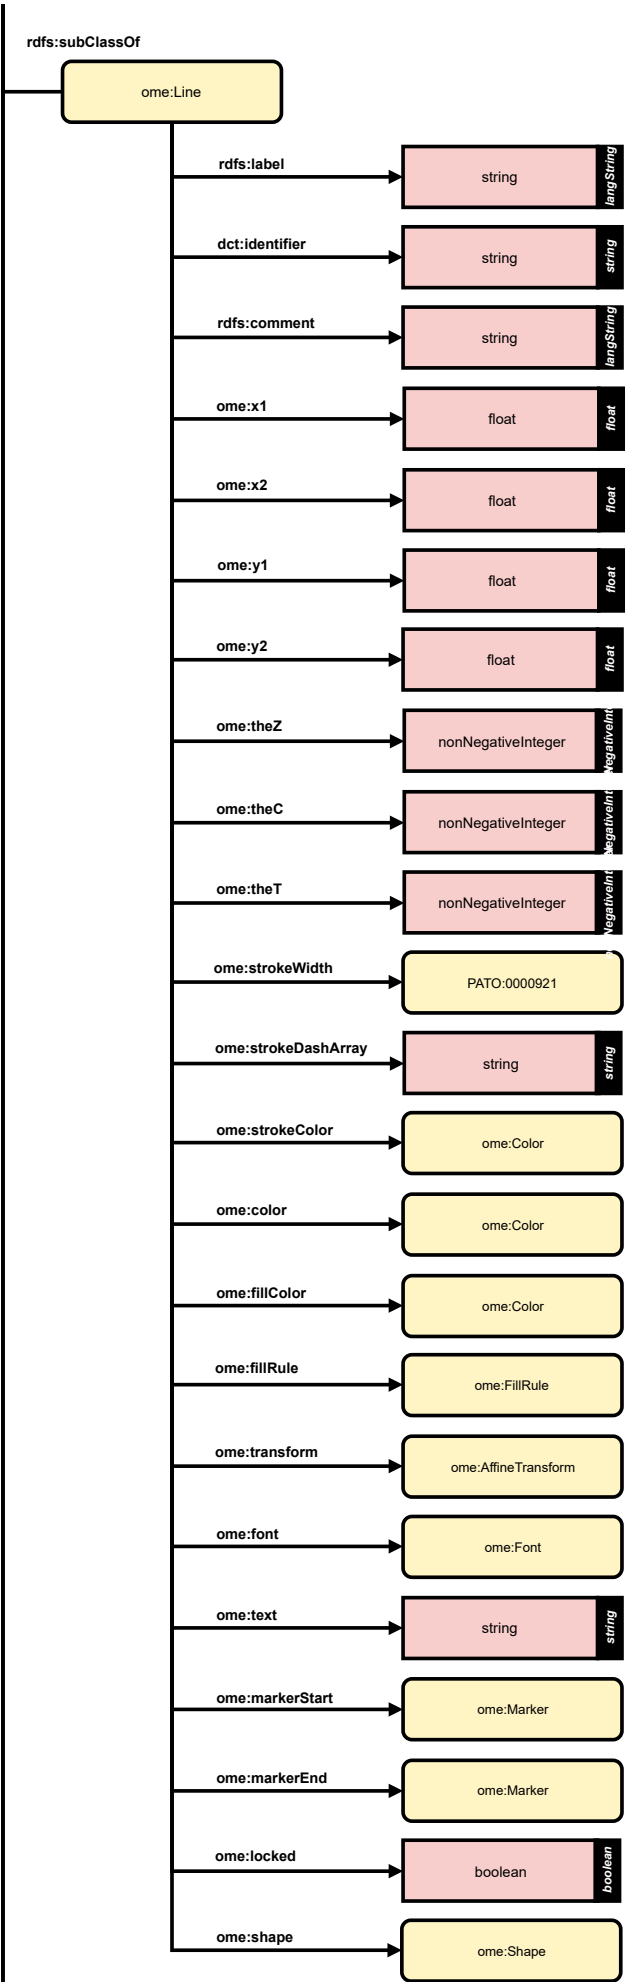 rdfs:subClassOf
ome:Line
rdfs:label
string
langString
dct:identifier
string
string
rdfs:comment
string
langString
ome:x1
float
float
ome:x2
float
float
ome:y1
float
float
ome:y2
float
float
ome:theZ
nonNegativeInteger
ome:theC
nonNegativeInteger
ome:theT
nonNegativeInteger
ome:strokeWidth
PATO:0000921
ome:strokeDashArray
string
string
ome:strokeColor
ome:Color
ome:color
ome:Color
ome:fillColor
ome:Color
ome:fillRule
ome:FillRule
ome:transform
ome:AffineTransform
ome:font
ome:Font
ome:text
string
string
ome:markerStart
ome:Marker
ome:markerEnd
ome:Marker
ome:locked
boolean
boolean
ome:shape
ome:Shape